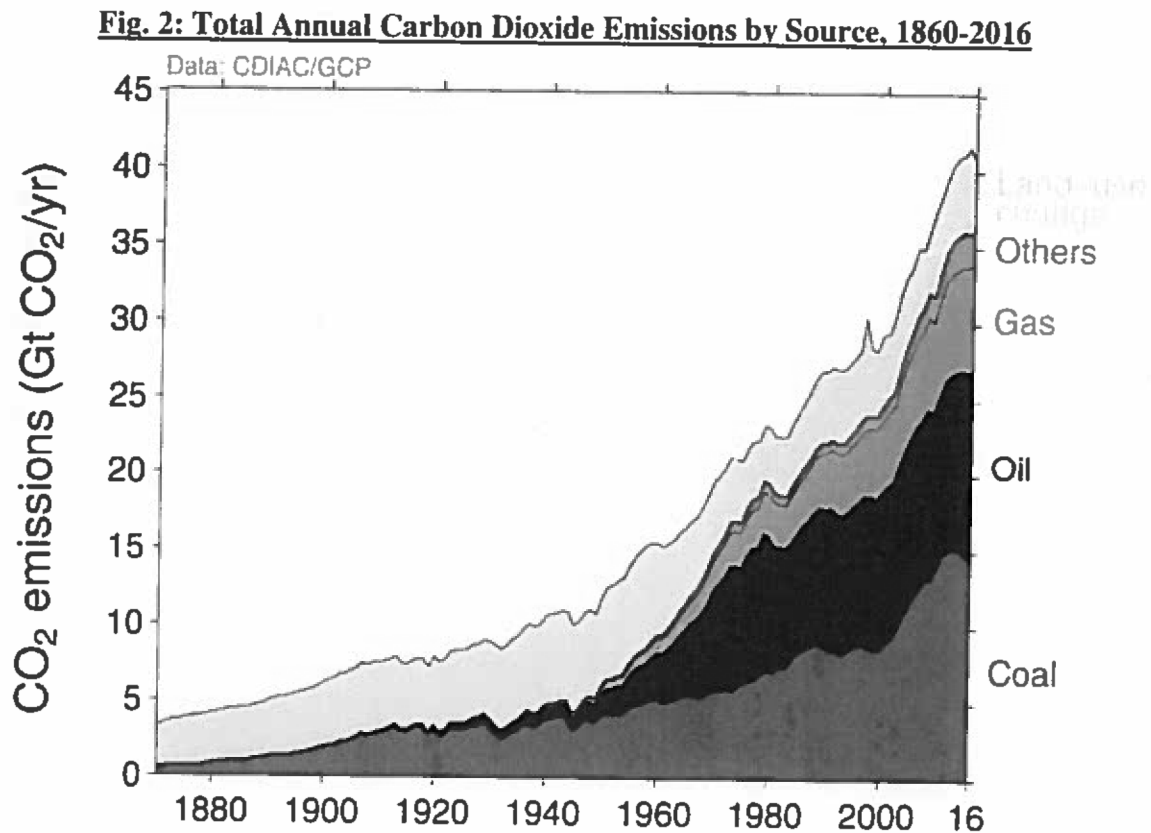 Fig. 2: Total Annual Carbon Dioxide Emissions by Source, 1860-2016
Data: CDIAC/GCP
CO₂ emissions (Gt CO₂/yr)
45
40
35
30
25
20
15
10
5
0
Others
Gas
Oil
Coal
1880 1900 1920 1940 1960 1980 2000 16